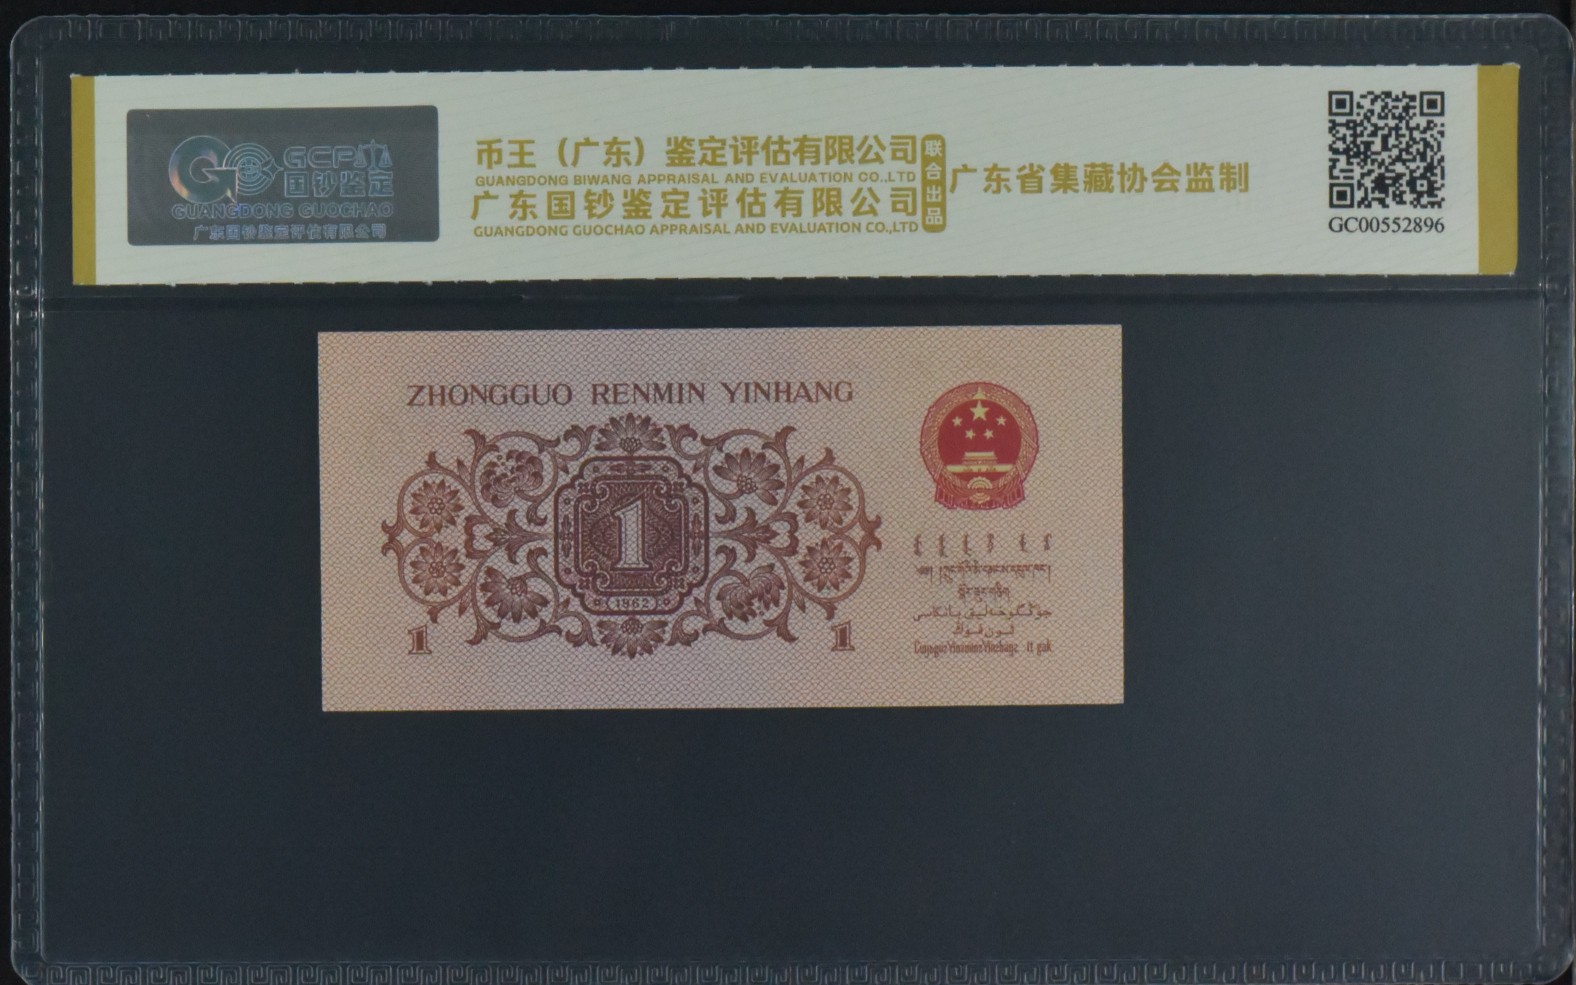 GCP
国钞鉴定
GUANGDONG GUOCHAO
广东国钞鉴定评估有限公司
币王（广东）鉴定评估有限公司
GUANGDONG BIWANG APPRAISAL AND EVALUATION CO.,LTD
广东国钞鉴定评估有限公司
GUANGDONG GUOCHAO APPRAISAL AND EVALUATION CO.,LTD
联合出品
广东省集藏协会监制
GC00552896
ZHONGGUO RENMIN YINHANG
1
1962
1
1